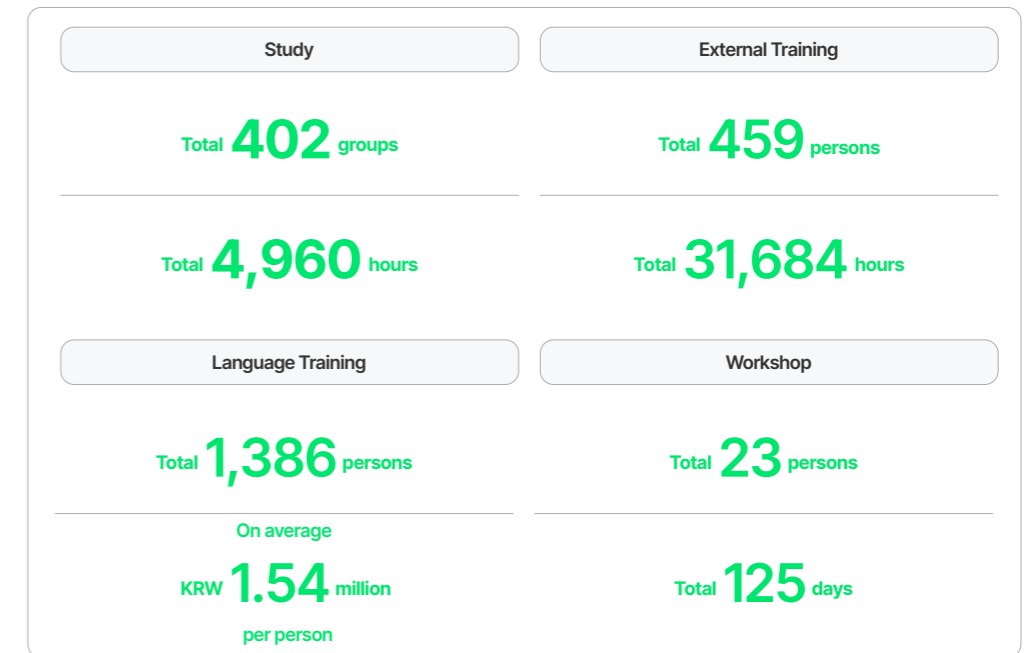 Study
Total 402 groups
Total 4,960 hours
External Training
Total 459 persons
Total 31,684 hours
Language Training
Total 1,386 persons
On average
KRW 1.54 million
per person
Workshop
Total 23 persons
Total 125 days